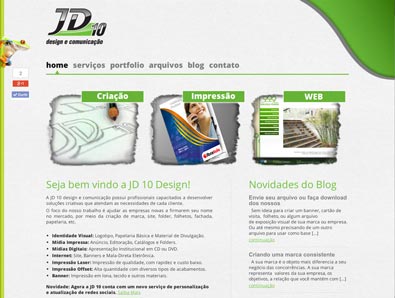 JD 10
design e comunicação
home serviços portfolio arquivos blog contato
Criação
Impressão
WEB
Seja bem vindo a JD 10 Design!
A JD 10 design e comunicação possui profissionais capacitados a desenvolver
soluções criativas que atendam as necessidades de cada cliente.
O foco do nosso trabalho é ajudar as empresas novas a firmarem seu nome
no mercado, por meio da criação de marca, site, folder, folhetos, fachada,
papelaria, etc.
Identidade Visual: Logotipo, Papelaria Básica e Material de Divulgação.
Mídia Impressa: Anúncio, Editoração, Catálogos e Folders.
Mídias Digitais: Apresentação Institucional em CD ou DVD.
Internet: Site, Banners e Mala-Direta Eletrônica.
Impressão Laser: Impressão de qualidade, com rapidez e custo baixo.
Impressão Offset: Alta qualidade com diversos tipos de acabamentos.
Banner: Impressão em lona, tecido e outros materiais.
Novidade: Agora a JD 10 conta com um novo serviço de personalização
e atualização de redes sociais. Saiba Mais
Novidades do Blog
Envie seu arquivo ou faça download
dos nossos
Sem ideia para criar um banner, cartão de
visita, folheto, ou algum arquivo
de exposição visual de sua marca ou empresa.
Ou até mesmo precisando de um outro
arquivo para usar como base [...]
continuação
Criando uma marca consistente
A sua marca é o objeto mais diferencia a seu
negócio das concorrências. A sua marca
representa valores de sua empresa, os
objetivos, a relação que você mantém com [...]
continuação